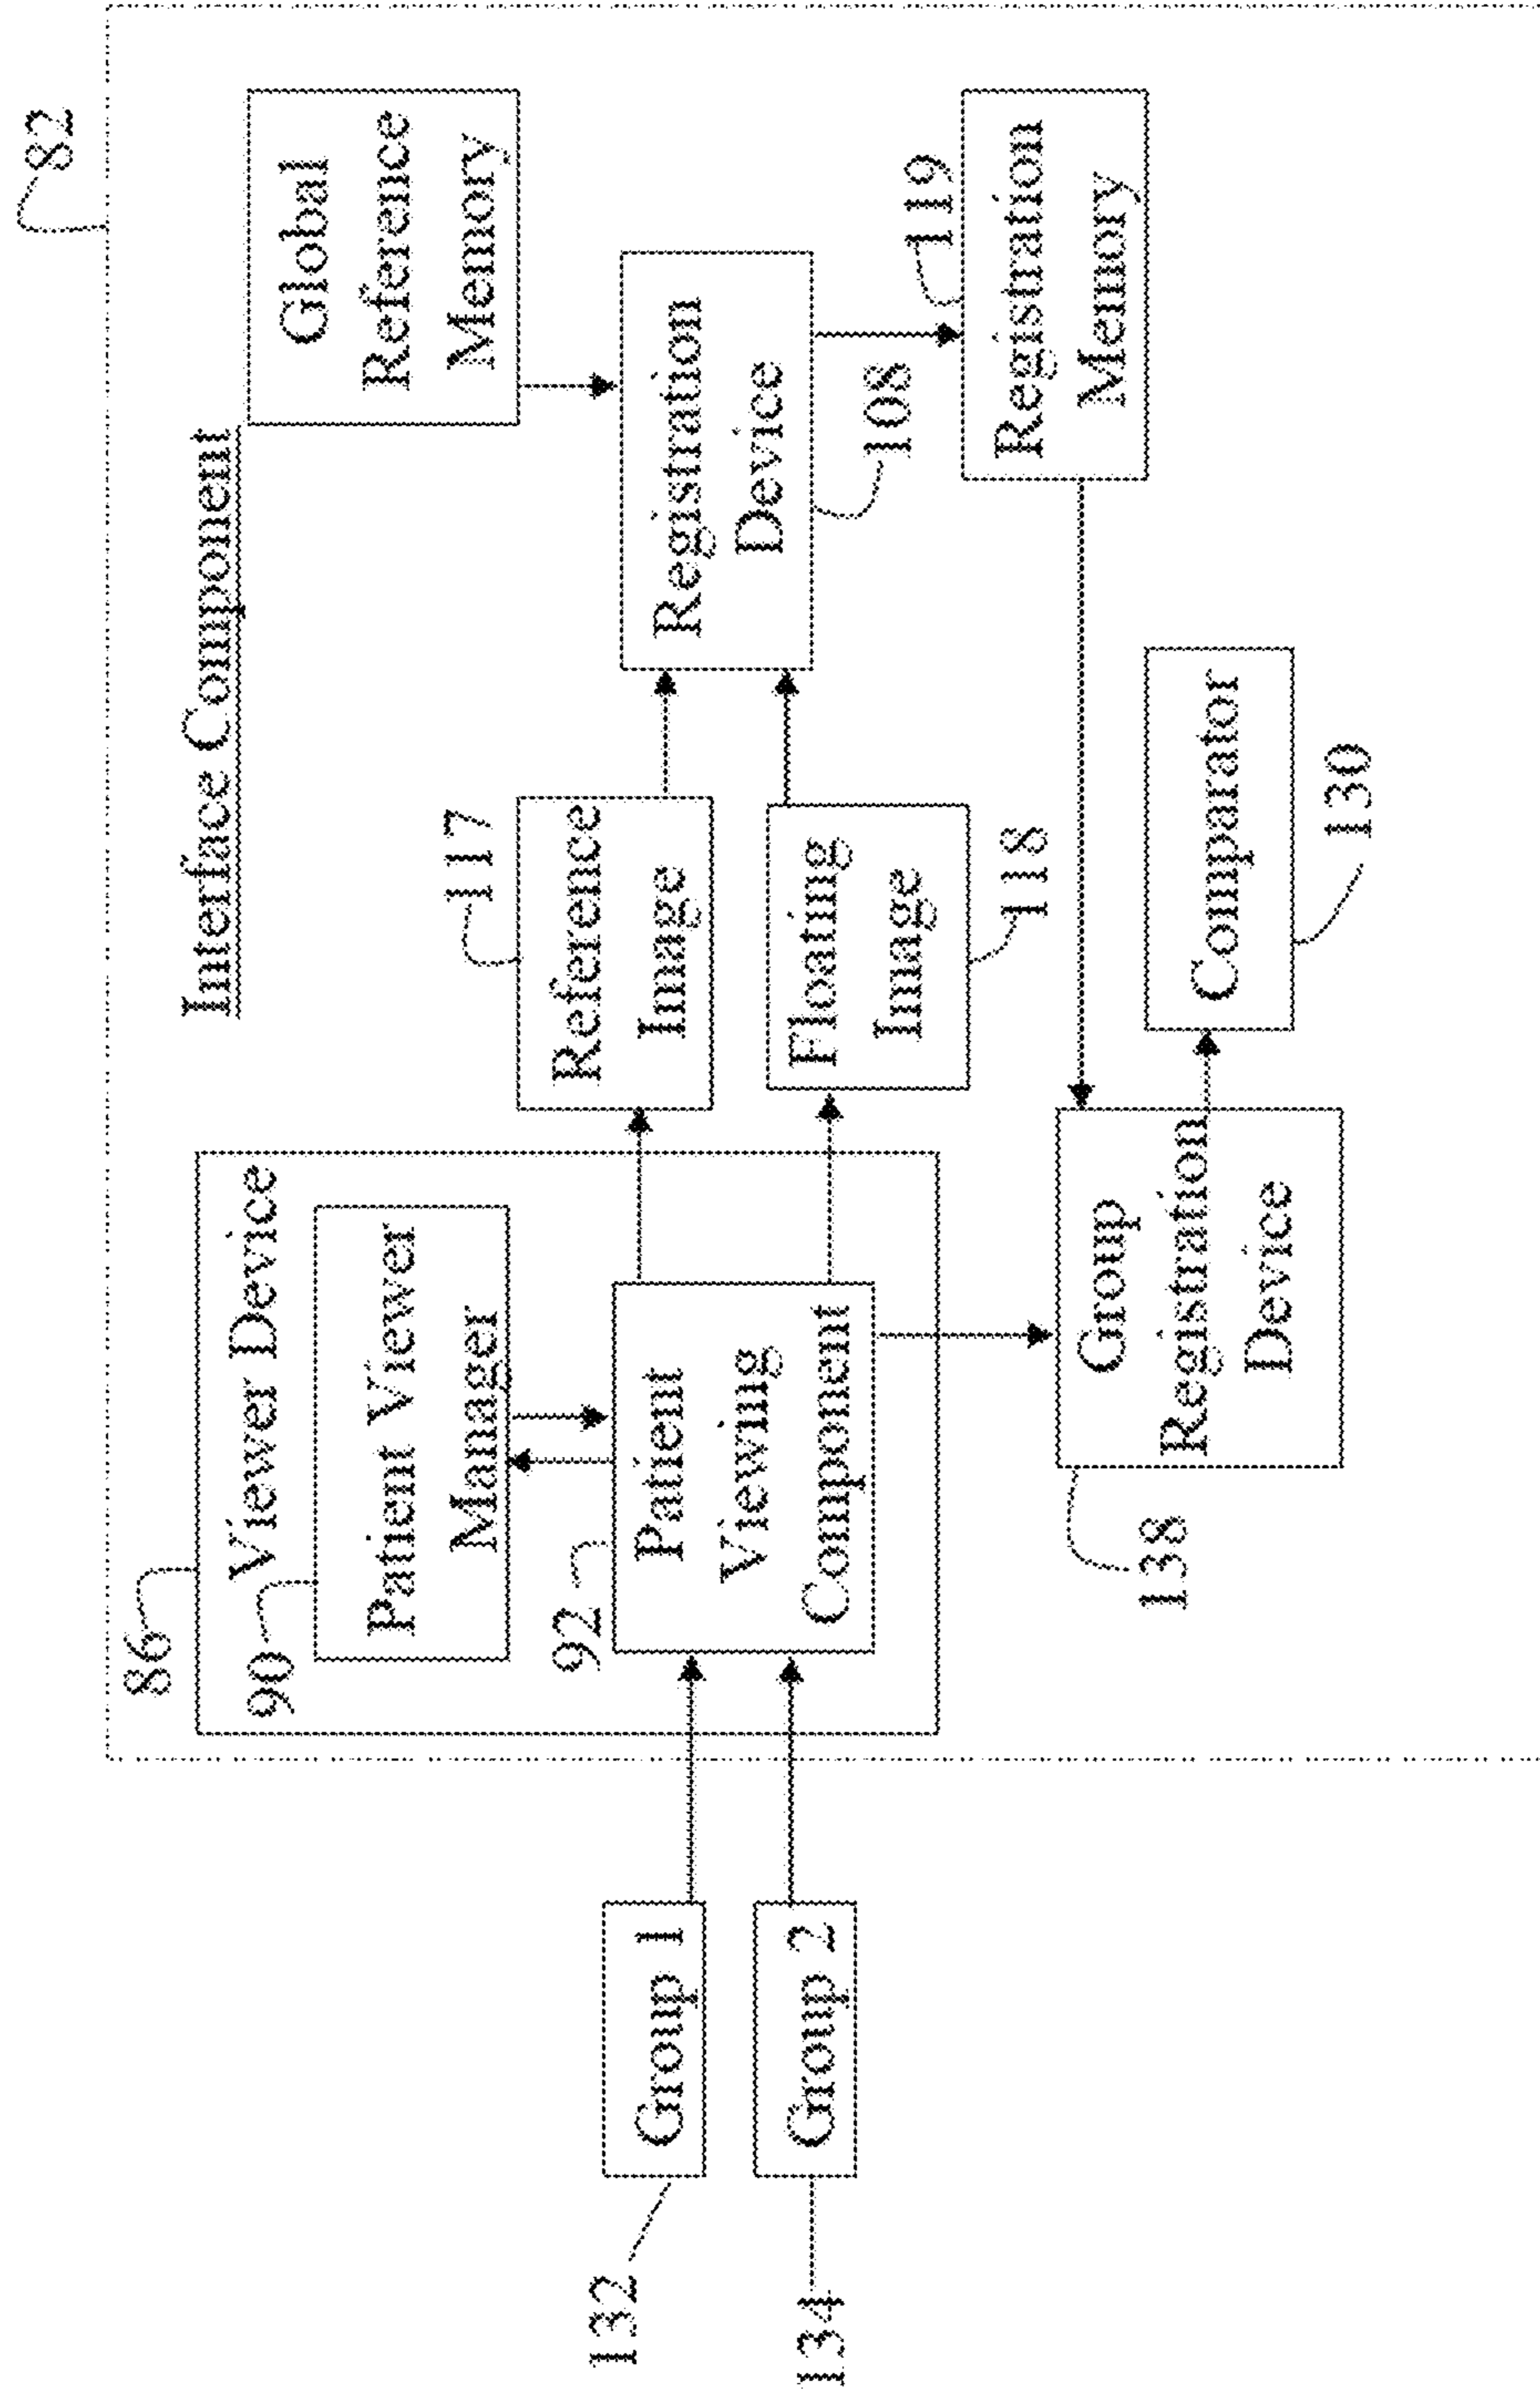 82
Interface Component
Global
Reference
Memory
86
Viewer Device
90
Patient Viewer
Manager
92
Patient
Viewing
Component
117
Reference
Image
Floating
Image
118
Registration
Device
108
119
Registration
Memory
132
Group 1
Group 2
134
138
Group
Registration
Device
Comparator
130